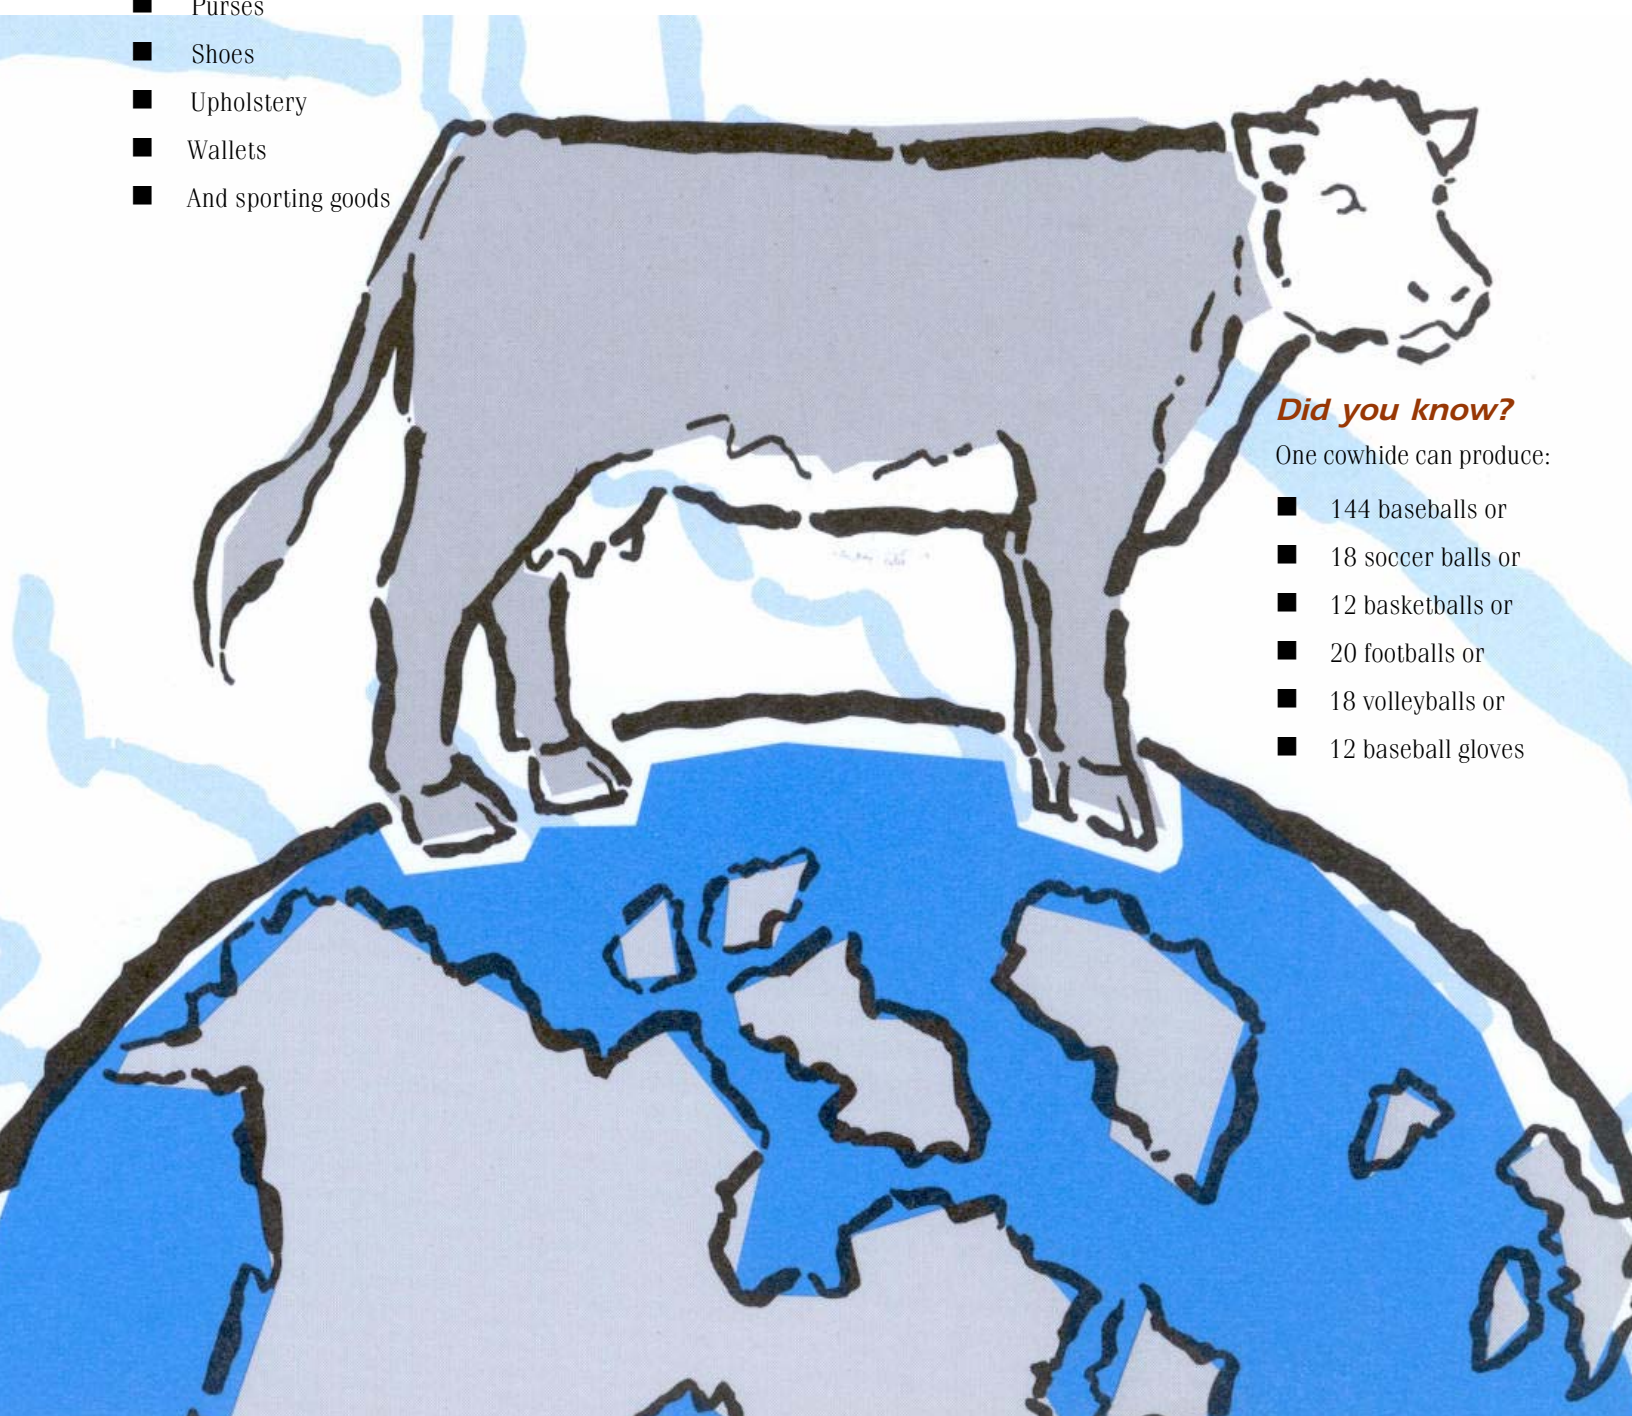 Purses
■ Shoes
■ Upholstery
■ Wallets
■ And sporting goods
Did you know?
One cowhide can produce:
■ 144 baseballs or
■ 18 soccer balls or
■ 12 basketballs or
■ 20 footballs or
■ 18 volleyballs or
■ 12 baseball gloves